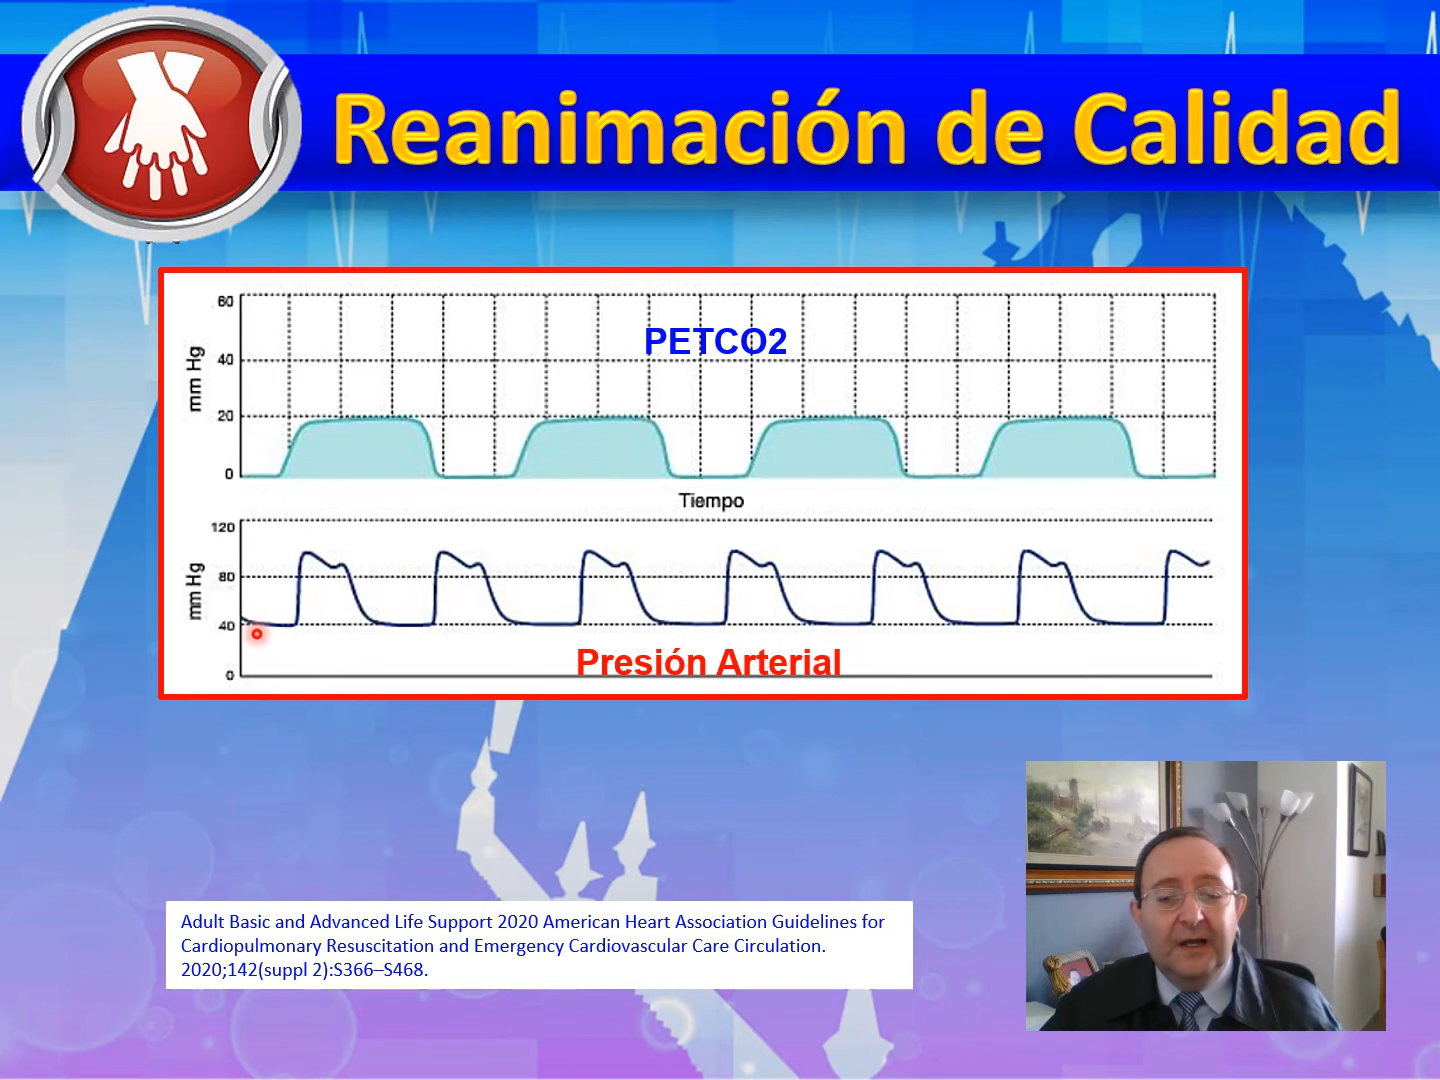 Reanimación de Calidad
60
PETCO2
mm Hg
40
20
0
Tiempo
120
mm Hg
80
40
Presión Arterial
0
Adult Basic and Advanced Life Support 2020 American Heart Association Guidelines for
Cardiopulmonary Resuscitation and Emergency Cardiovascular Care Circulation.
2020;142(suppl 2):S366–S468.